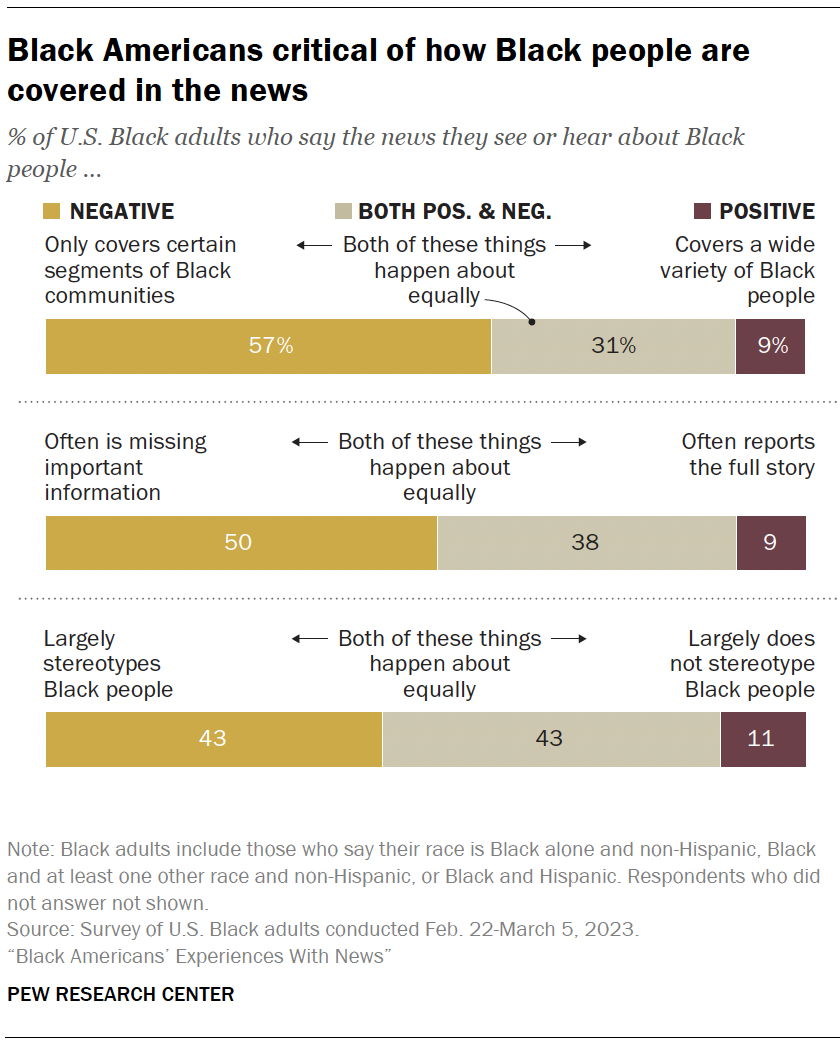 Black Americans critical of how Black people are
covered in the news
% of U.S. Black adults who say the news they see or hear about Black
people ...
NEGATIVE
BOTH POS. & NEG.
POSITIVE
Only covers certain
segments of Black
communities
Both of these things
happen about
equally
Covers a wide
variety of Black
people
57%
31%
9%
Often is missing
important
information
Both of these things
happen about
equally
Often reports
the full story
50
38
9
Largely
stereotypes
Black people
Both of these things
happen about
equally
Largely does
not stereotype
Black people
43
43
11
Note: Black adults include those who say their race is Black alone and non-Hispanic, Black
and at least one other race and non-Hispanic, or Black and Hispanic. Respondents who did
not answer not shown.
Source: Survey of U.S. Black adults conducted Feb. 22-March 5, 2023.
“Black Americans’ Experiences With News”
PEW RESEARCH CENTER